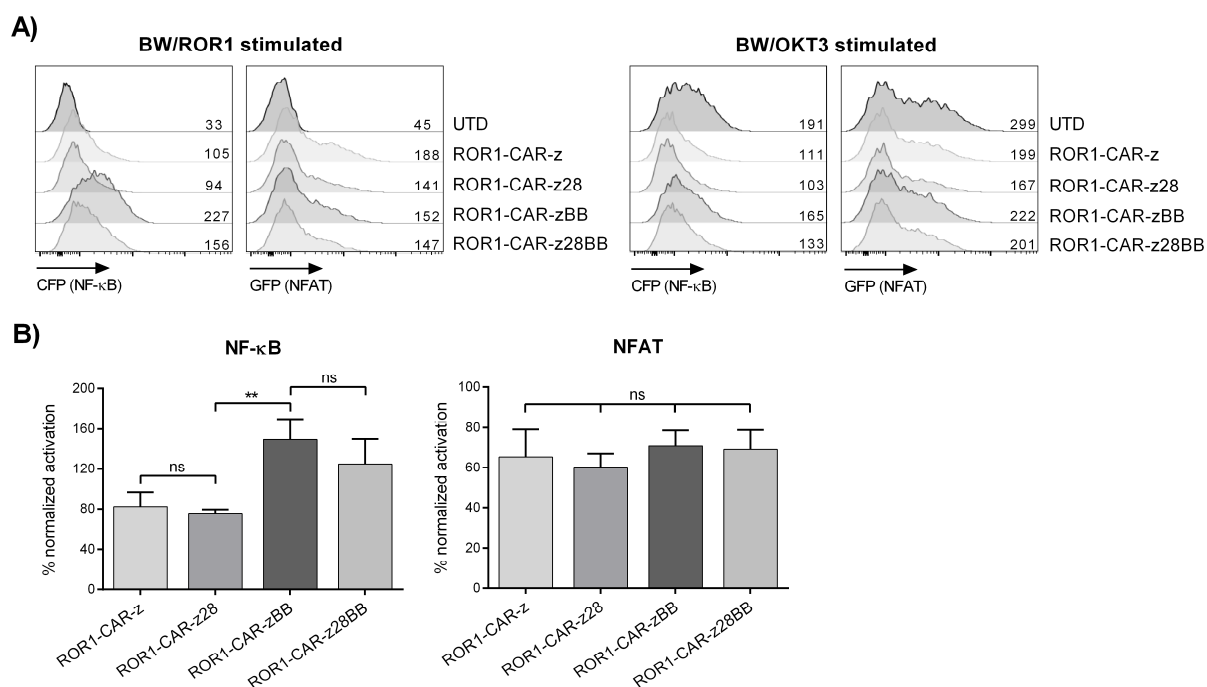 A)
BW/ROR1 stimulated
BW/OKT3 stimulated
33
45
UTD
191
299
UTD
105
188
ROR1-CAR-z
111
199
ROR1-CAR-z
94
141
ROR1-CAR-z28
103
167
ROR1-CAR-z28
227
152
ROR1-CAR-zBB
165
222
ROR1-CAR-zBB
156
147
ROR1-CAR-z28BB
133
201
ROR1-CAR-z28BB
CFP (NF-κB)
GFP (NFAT)
CFP (NF-κB)
GFP (NFAT)
B)
NF-κB
% normalized activation
200
160
120
80
40
0
ns
**
ns
ROR1-CAR-z
ROR1-CAR-z28
ROR1-CAR-zBB
ROR1-CAR-z28BB
NFAT
% normalized activation
100
80
60
40
20
0
ns
ROR1-CAR-z
ROR1-CAR-z28
ROR1-CAR-zBB
ROR1-CAR-z28BB